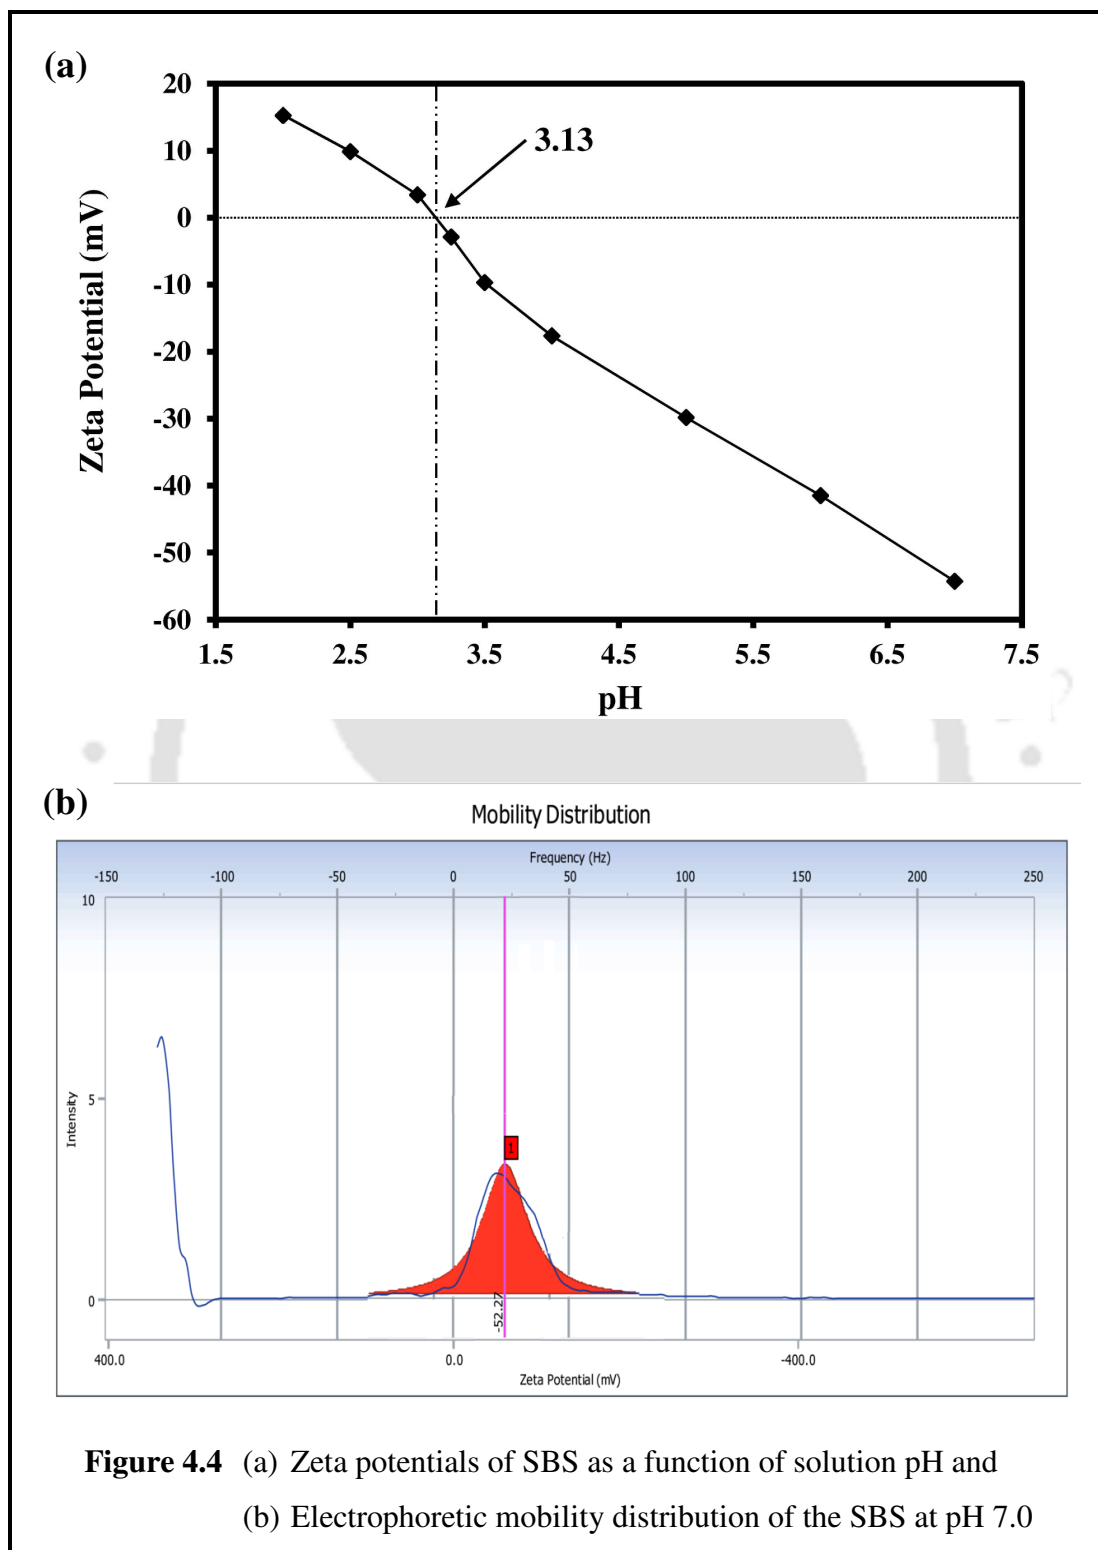 (a)
20
10
0
-10
-20
-30
-40
-50
-60
Zeta Potential (mV)
3.13
1.5 2.5 3.5 4.5 5.5 6.5 7.5
pH
(b)
Mobility Distribution
Frequency (Hz)
-150 -100 -50 0 50 100 150 200 250
10
5
0
Intensity
1
-52.27
400.0 0.0 -400.0
Zeta Potential (mV)
Figure 4.4 (a) Zeta potentials of SBS as a function of solution pH and
(b) Electrophoretic mobility distribution of the SBS at pH 7.0